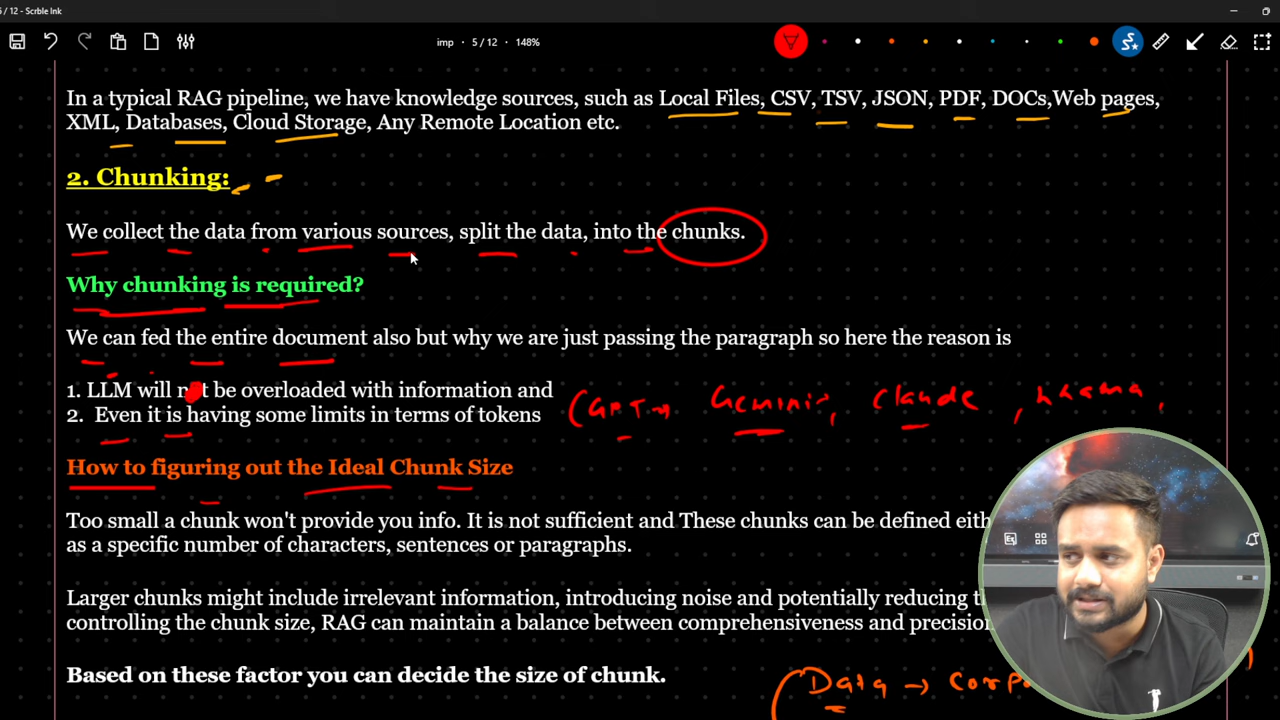 / 12 - Scrble Ink
imp • 5 / 12 • 148%
In a typical RAG pipeline, we have knowledge sources, such as Local Files, CSV, TSV, JSON, PDF, DOCs,Web pages,
XML, Databases, Cloud Storage, Any Remote Location etc.
2. Chunking:
We collect the data from various sources, split the data, into the chunks.
Why chunking is required?
We can fed the entire document also but why we are just passing the paragraph so here the reason is
1. LLM will not be overloaded with information and
2. Even it is having some limits in terms of tokens
(GPT → Gemini, Claude, LLama,
How to figuring out the Ideal Chunk Size
Too small a chunk won't provide you info. It is not sufficient and These chunks can be defined
as a specific number of characters, sentences or paragraphs.
Larger chunks might include irrelevant information, introducing noise and potentially reducing
controlling the chunk size, RAG can maintain a balance between comprehensiveness and precision
Based on these factor you can decide the size of chunk.
(Data →